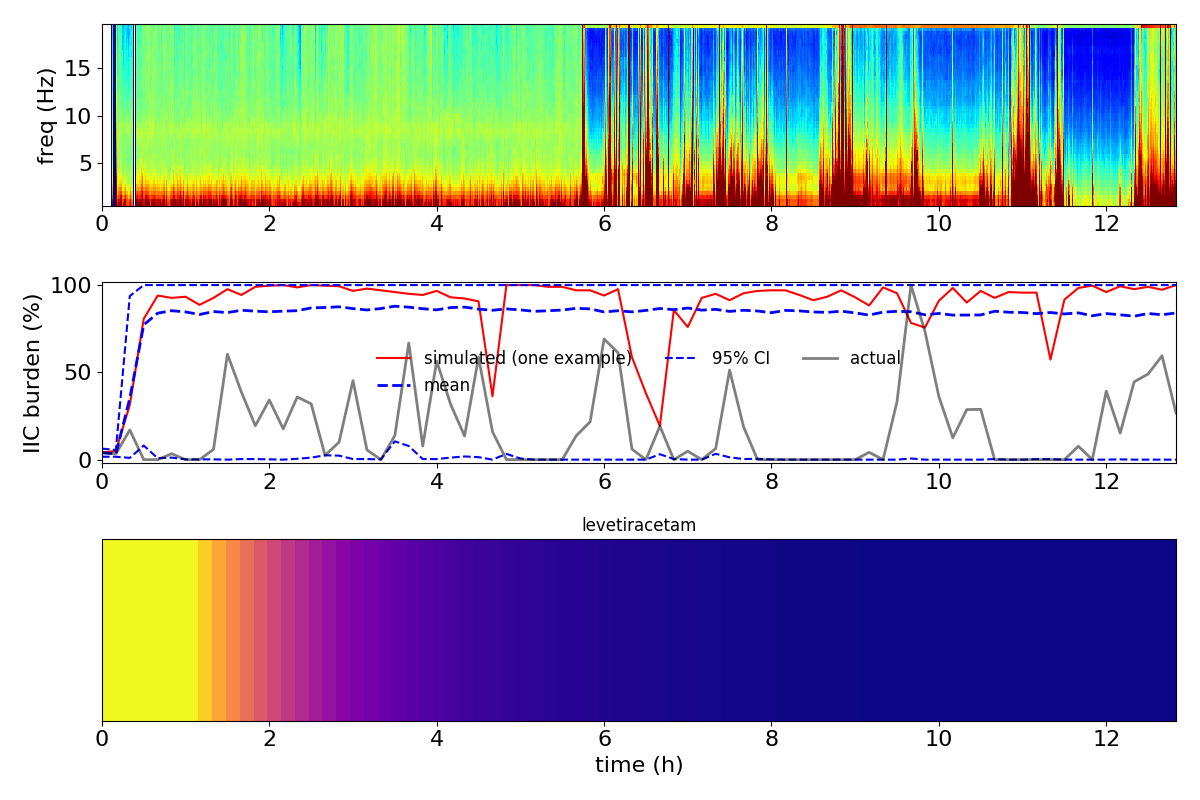 freq (Hz)
15
10
5
0 2 4 6 8 10 12
IIC burden (%)
100
50
0
simulated (one example) 95% CI actual
mean
0 2 4 6 8 10 12
levetiracetam
0 2 4 6 8 10 12
time (h)